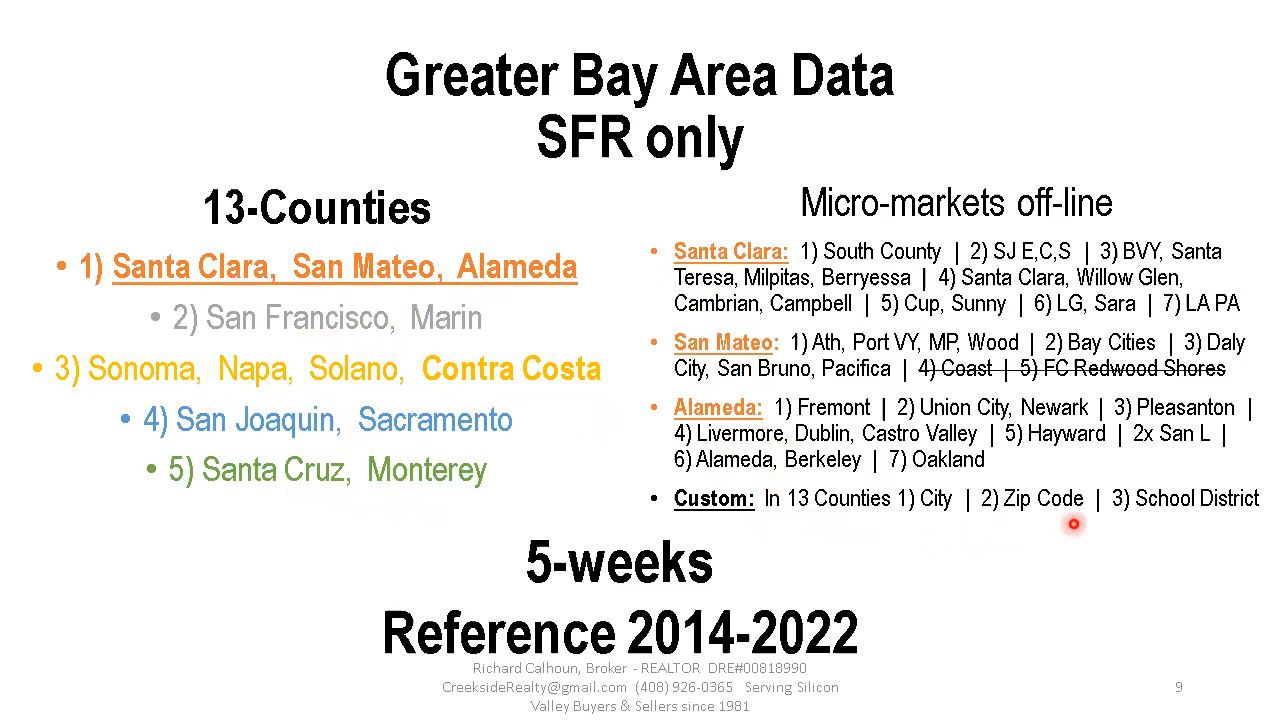 Greater Bay Area Data
SFR only
13-Counties
• 1) Santa Clara, San Mateo, Alameda
• 2) San Francisco, Marin
• 3) Sonoma, Napa, Solano, Contra Costa
• 4) San Joaquin, Sacramento
• 5) Santa Cruz, Monterey
Micro-markets off-line
• Santa Clara: 1) South County | 2) SJ E,C,S | 3) BVY, Santa
Teresa, Milpitas, Berryessa | 4) Santa Clara, Willow Glen,
Cambrian, Campbell | 5) Cup, Sunny | 6) LG, Sara | 7) LA PA
• San Mateo: 1) Ath, Port VY, MP, Wood | 2) Bay Cities | 3) Daly
City, San Bruno, Pacifica | 4) Coast | 5) FC Redwood Shores
• Alameda: 1) Fremont | 2) Union City, Newark | 3) Pleasanton |
4) Livermore, Dublin, Castro Valley | 5) Hayward | 2x San L |
6) Alameda, Berkeley | 7) Oakland
• Custom: In 13 Counties 1) City | 2) Zip Code | 3) School District
5-weeks
Reference 2014-2022
Richard Calhoun, Broker - REALTOR DRE#00818990
CreeksideRealty@gmail.com (408) 926-0365 Serving Silicon
Valley Buyers & Sellers since 1981
9